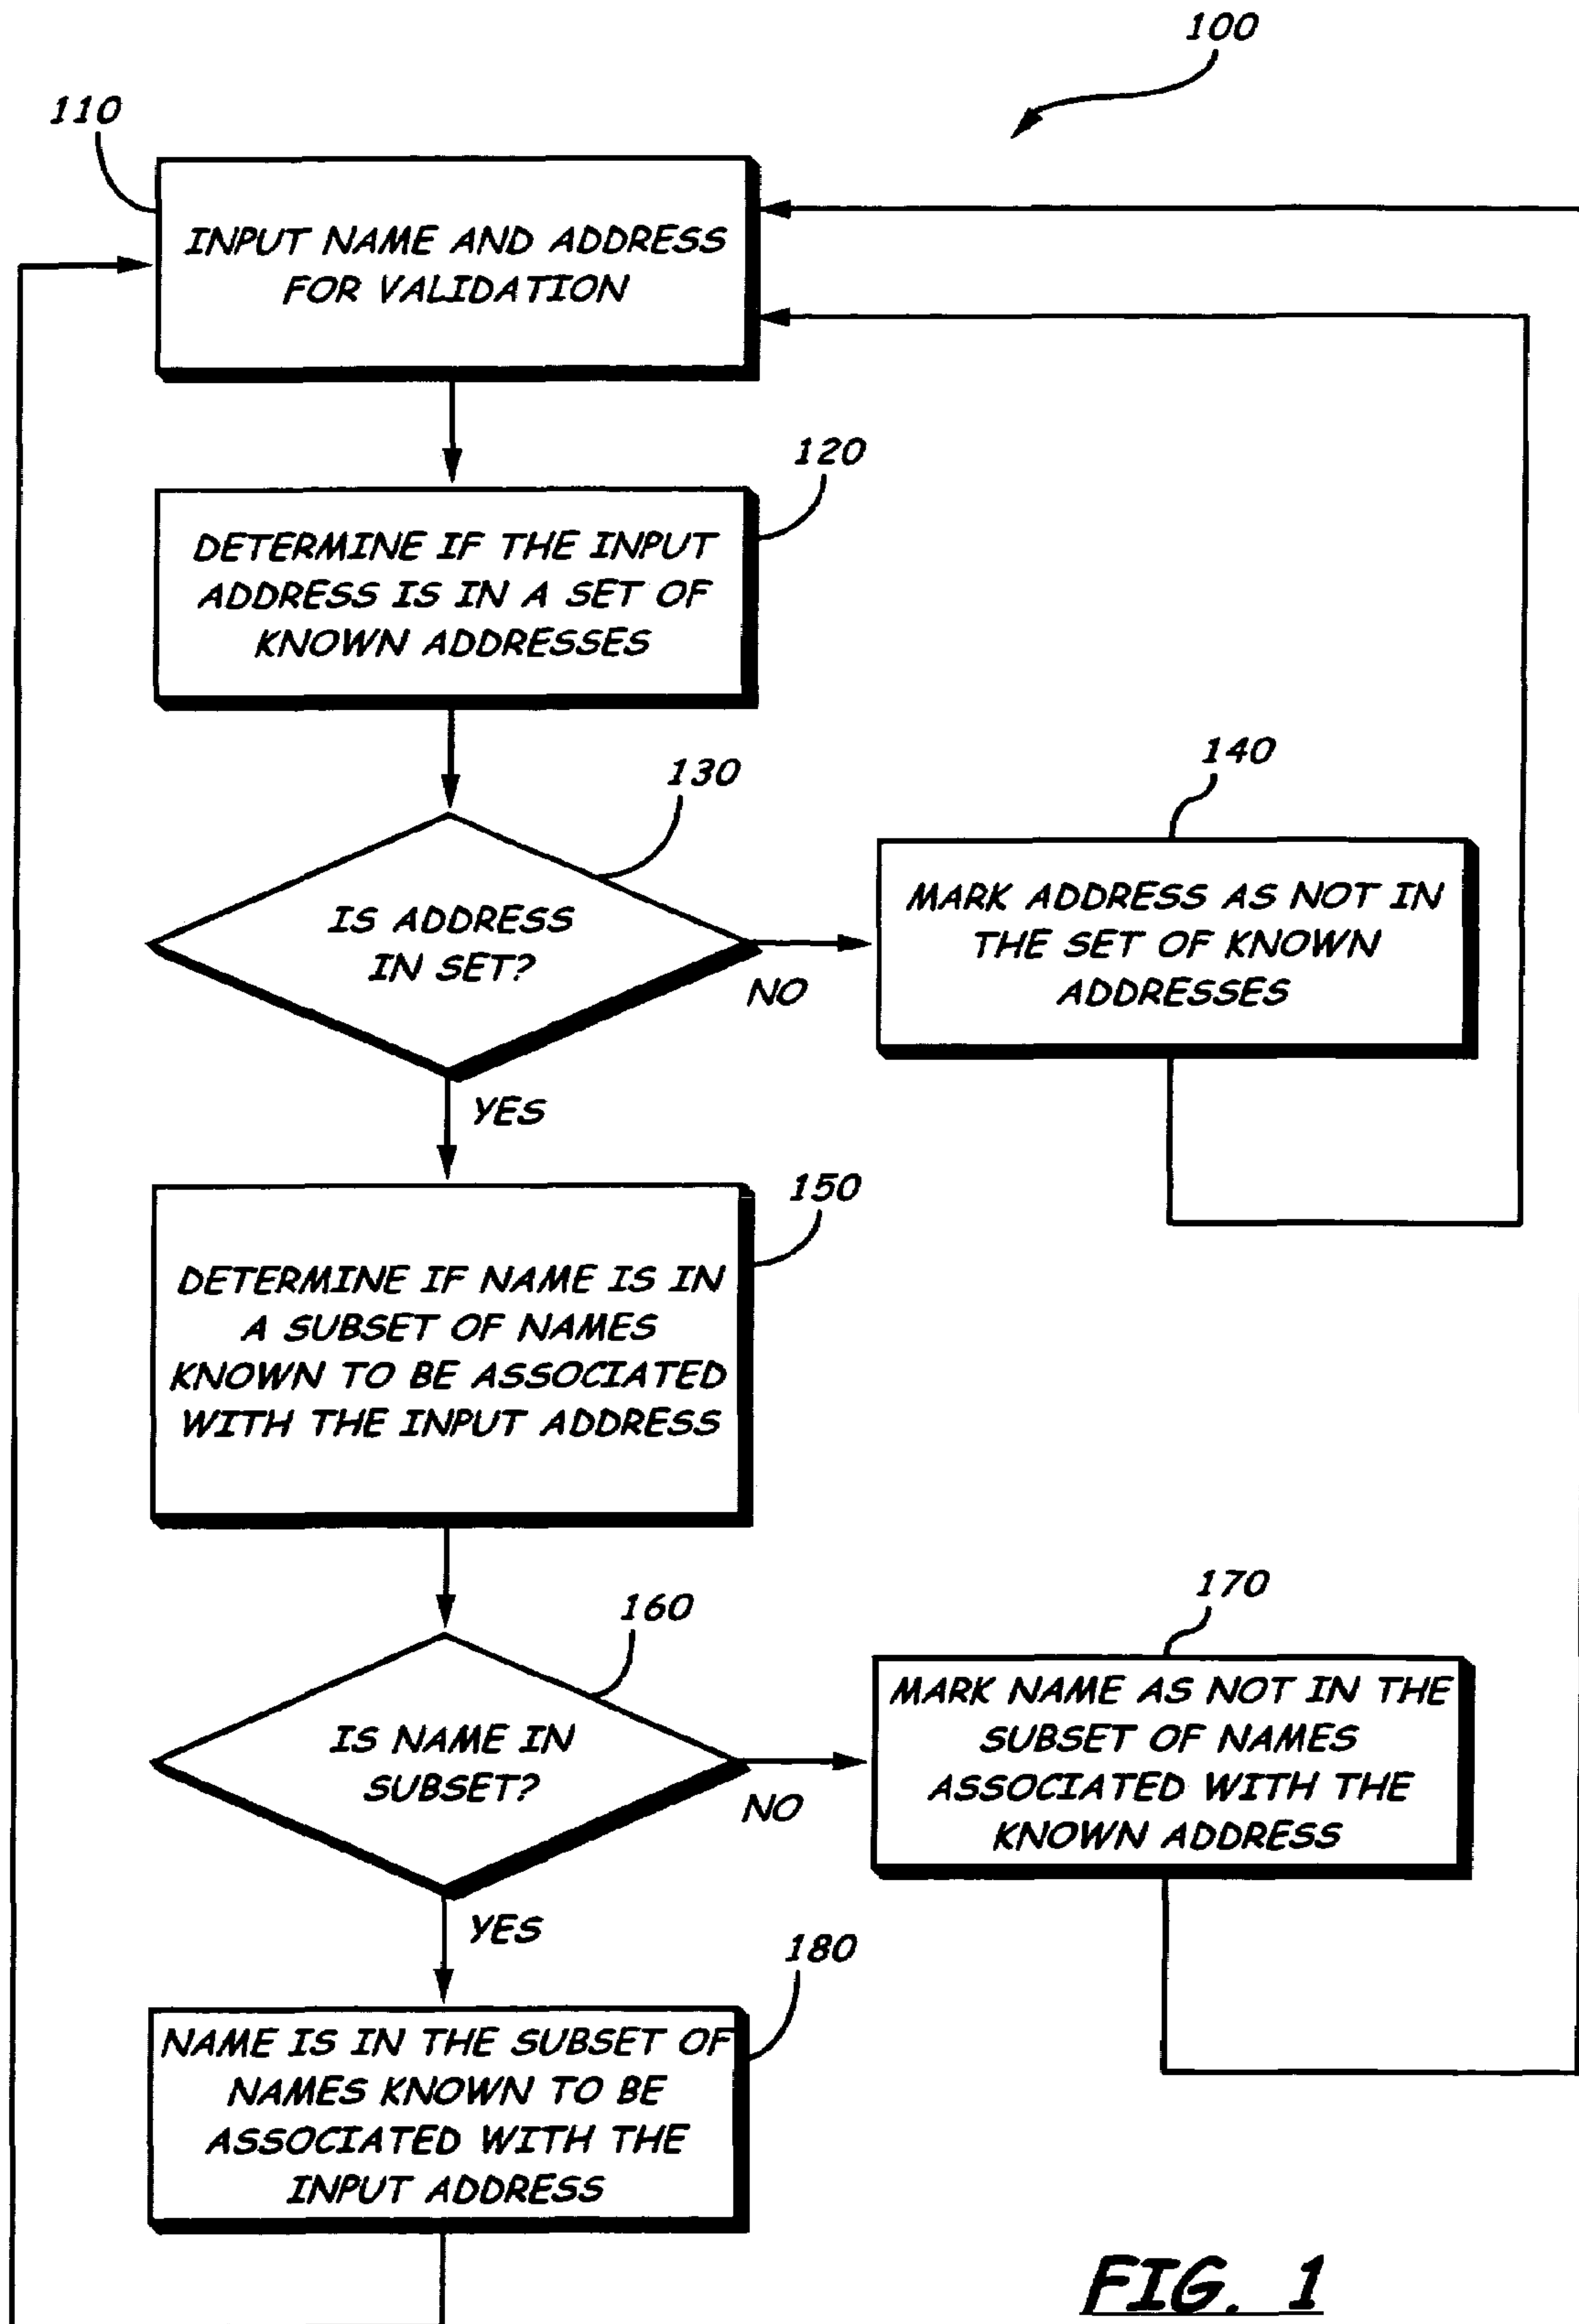 100
110
INPUT NAME AND ADDRESS
FOR VALIDATION
120
DETERMINE IF THE INPUT
ADDRESS IS IN A SET OF
KNOWN ADDRESSES
130
IS ADDRESS
IN SET?
NO
140
MARK ADDRESS AS NOT IN
THE SET OF KNOWN
ADDRESSES
YES
150
DETERMINE IF NAME IS IN
A SUBSET OF NAMES
KNOWN TO BE ASSOCIATED
WITH THE INPUT ADDRESS
160
IS NAME IN
SUBSET?
NO
170
MARK NAME AS NOT IN THE
SUBSET OF NAMES
ASSOCIATED WITH THE
KNOWN ADDRESS
YES
180
NAME IS IN THE SUBSET OF
NAMES KNOWN TO BE
ASSOCIATED WITH THE
INPUT ADDRESS
FIG. 1